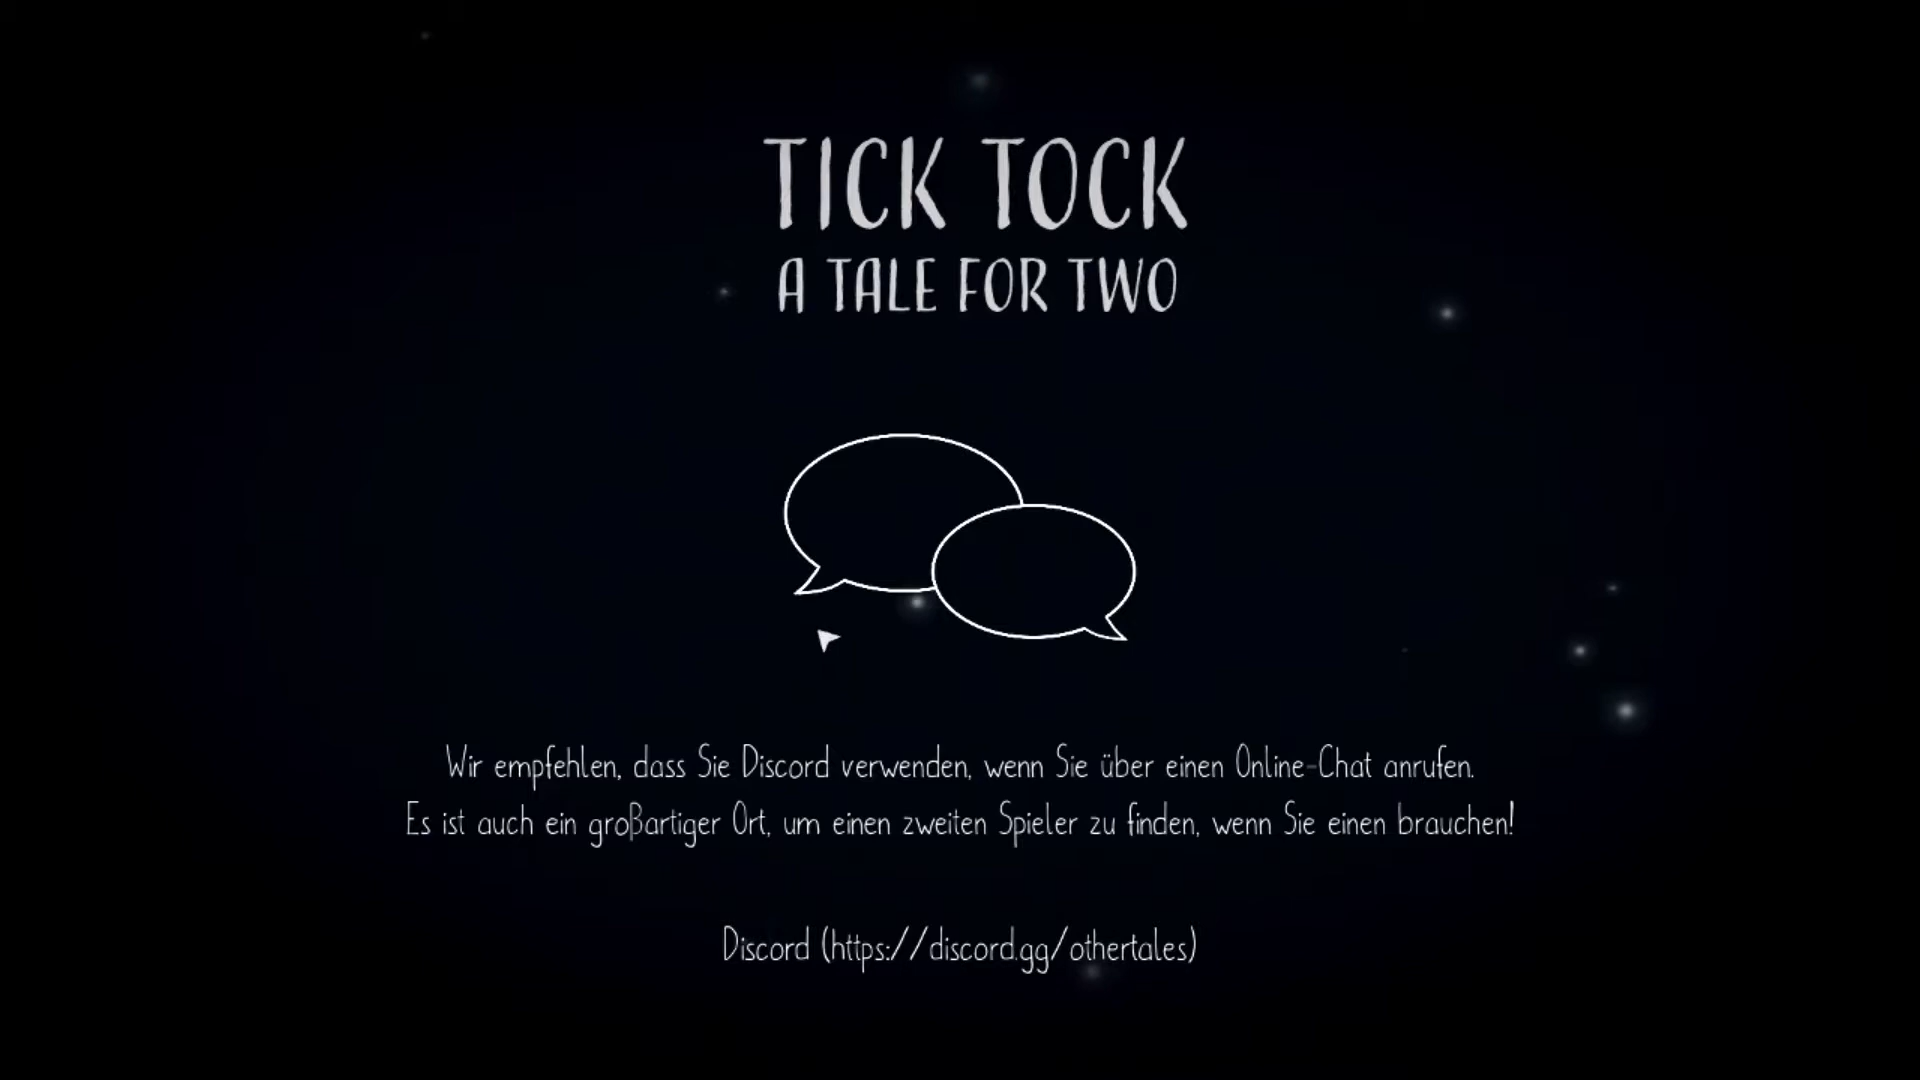 TICK TOCK
A TALE FOR TWO
Wir empfehlen, dass Sie Discord verwenden, wenn Sie über einen Online-Chat anrufen.
Es ist auch ein großartiger Ort, um einen zweiten Spieler zu finden, wenn Sie einen brauchen!
Discord (https://discord.gg/othertales)